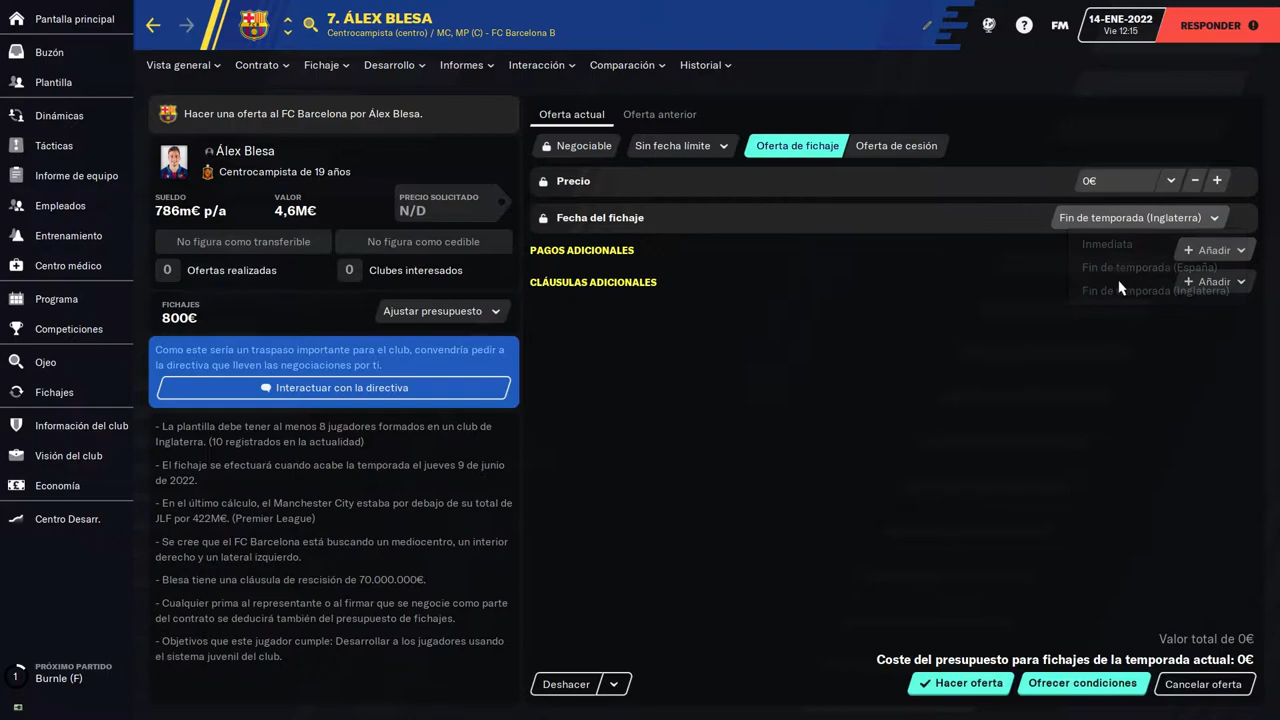 Pantalla principal
Buzón
Plantilla
Dinámicas
Tácticas
Informe de equipo
Empleados
Entrenamiento
Centro médico
Programa
Competiciones
Ojeo
Fichajes
Información del club
Visión del club
Economía
Centro Desarr.
1
PRÓXIMO PARTIDO
Burnle (F)
7. ÁLEX BLESA
Centrocampista (centro) / MC, MP (C) - FC Barcelona B
FM
14-ENE-2022
Vie 12:15
RESPONDER
Vista general
Contrato
Fichaje
Desarrollo
Informes
Interacción
Comparación
Historial
Hacer una oferta al FC Barcelona por Álex Blesa.
Álex Blesa
Centrocampista de 19 años
SUELDO
786m€ p/a
VALOR
4,6M€
PRECIO SOLICITADO
N/D
No figura como transferible
No figura como cedible
0 Ofertas realizadas
0 Clubes interesados
FICHAJES
800€
Ajustar presupuesto
Como este sería un traspaso importante para el club, convendría pedir a
la directiva que lleven las negociaciones por ti.
Interactuar con la directiva
- La plantilla debe tener al menos 8 jugadores formados en un club de
Inglaterra. (10 registrados en la actualidad)
- El fichaje se efectuará cuando acabe la temporada el jueves 9 de junio
de 2022.
- En el último cálculo, el Manchester City estaba por debajo de su total de
JLF por 422M€. (Premier League)
- Se cree que el FC Barcelona está buscando un mediocentro, un interior
derecho y un lateral izquierdo.
- Blesa tiene una cláusula de rescisión de 70.000.000€.
- Cualquier prima al representante o al firmar que se negocie como parte
del contrato se deducirá también del presupuesto de fichajes.
- Objetivos que este jugador cumple: Desarrollar a los jugadores usando
el sistema juvenil del club.
Oferta actual
Oferta anterior
Negociable
Sin fecha límite
Oferta de fichaje
Oferta de cesión
Precio
0€
Fecha del fichaje
Fin de temporada (Inglaterra)
Inmediata
Fin de temporada (España)
Fin de temporada (Inglaterra)
PAGOS ADICIONALES
Añadir
CLÁUSULAS ADICIONALES
Añadir
Valor total de 0€
Coste del presupuesto para fichajes de la temporada actual: 0€
Deshacer
Hacer oferta
Ofrecer condiciones
Cancelar oferta